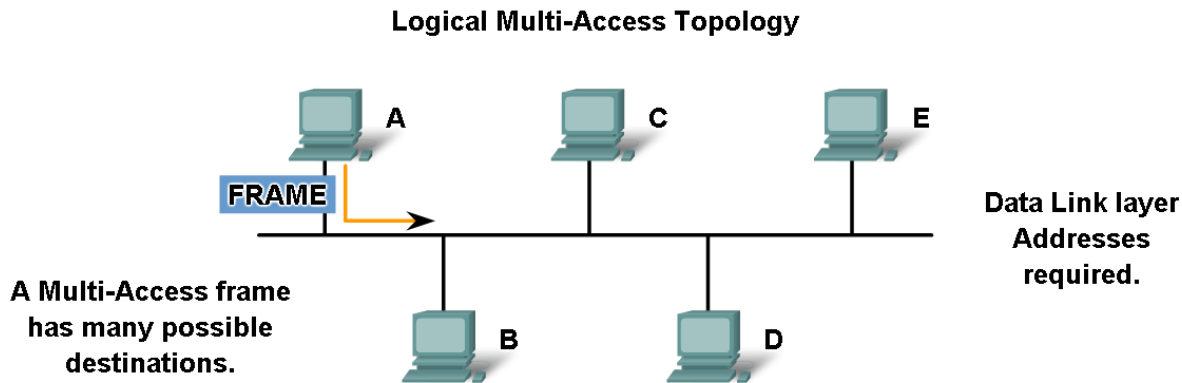 Logical Multi-Access Topology
A
C
E
FRAME
Data Link layer
Addresses
required.
A Multi-Access frame
has many possible
destinations.
B
D